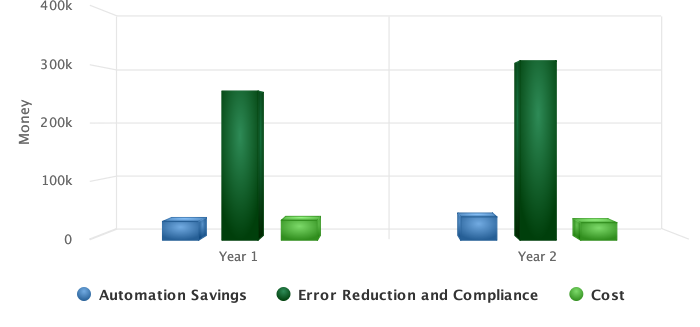 400k
300k
200k
100k
0
Money
Year 1
Year 2
Automation Savings
Error Reduction and Compliance
Cost